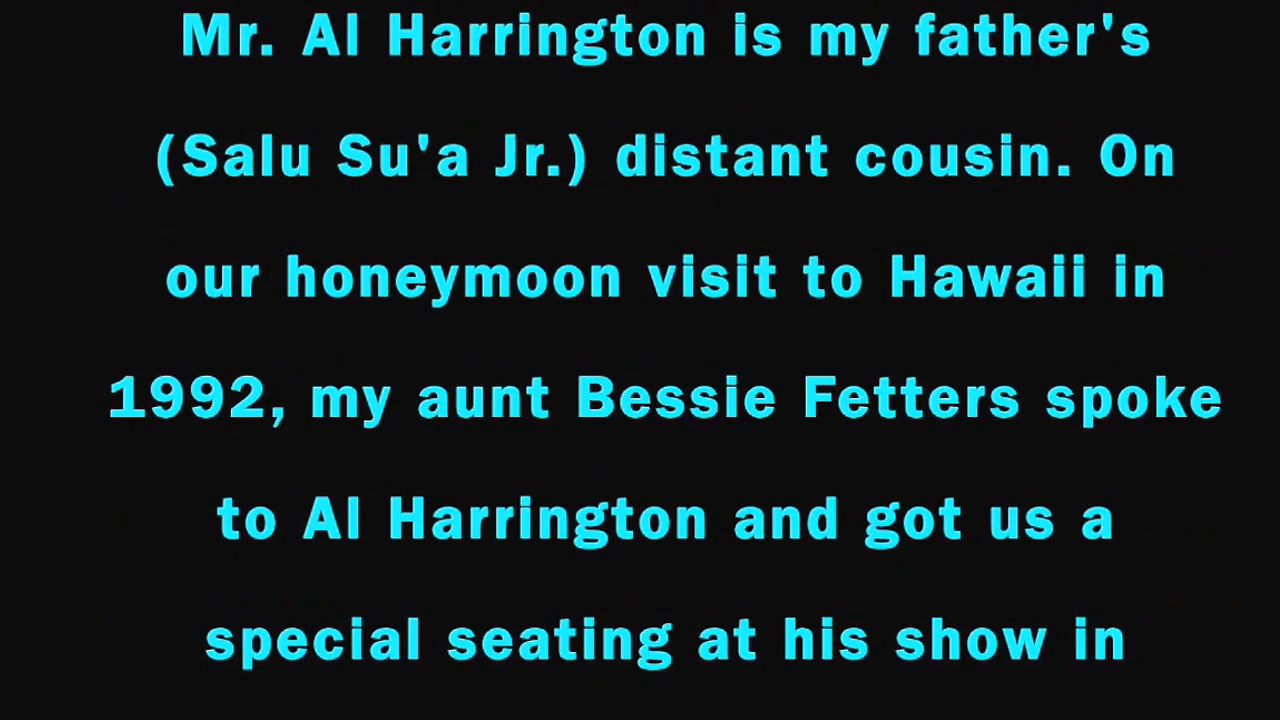 Mr. Al Harrington is my father's
(Salu Su'a Jr.) distant cousin. On
our honeymoon visit to Hawaii in
1992, my aunt Bessie Fetters spoke
to Al Harrington and got us a
special seating at his show in